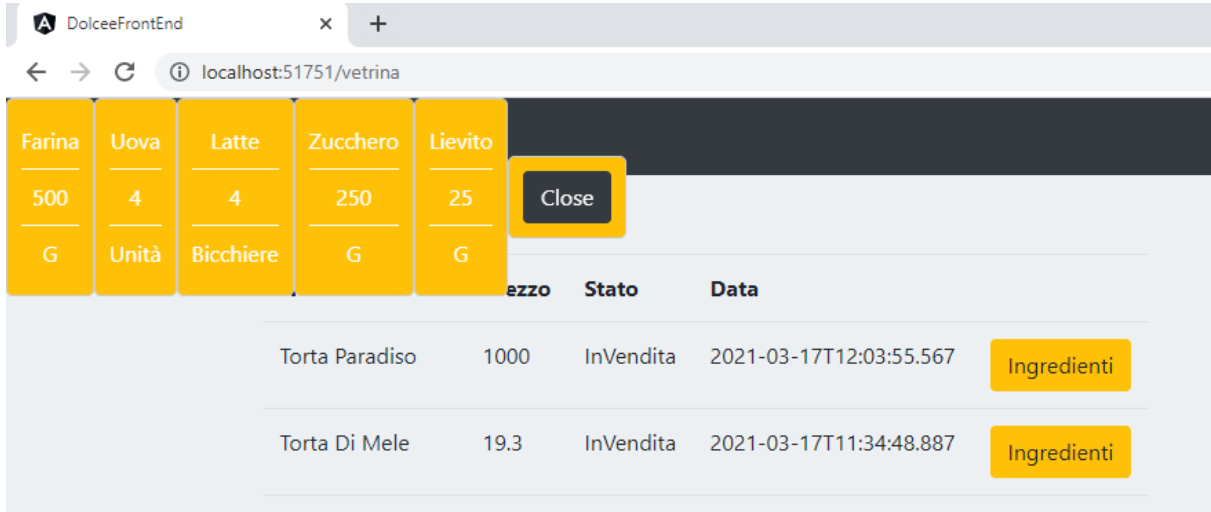 DolceeFrontEnd
localhost:51751/vetrina
Farina Uova Latte Zucchero Lievito
500 4 4 250 25
Close
G Unità Bicchiere G G
ezzo Stato Data
Torta Paradiso 1000 InVendita 2021-03-17T12:03:55.567 Ingredienti
Torta Di Mele 19.3 InVendita 2021-03-17T11:34:48.887 Ingredienti